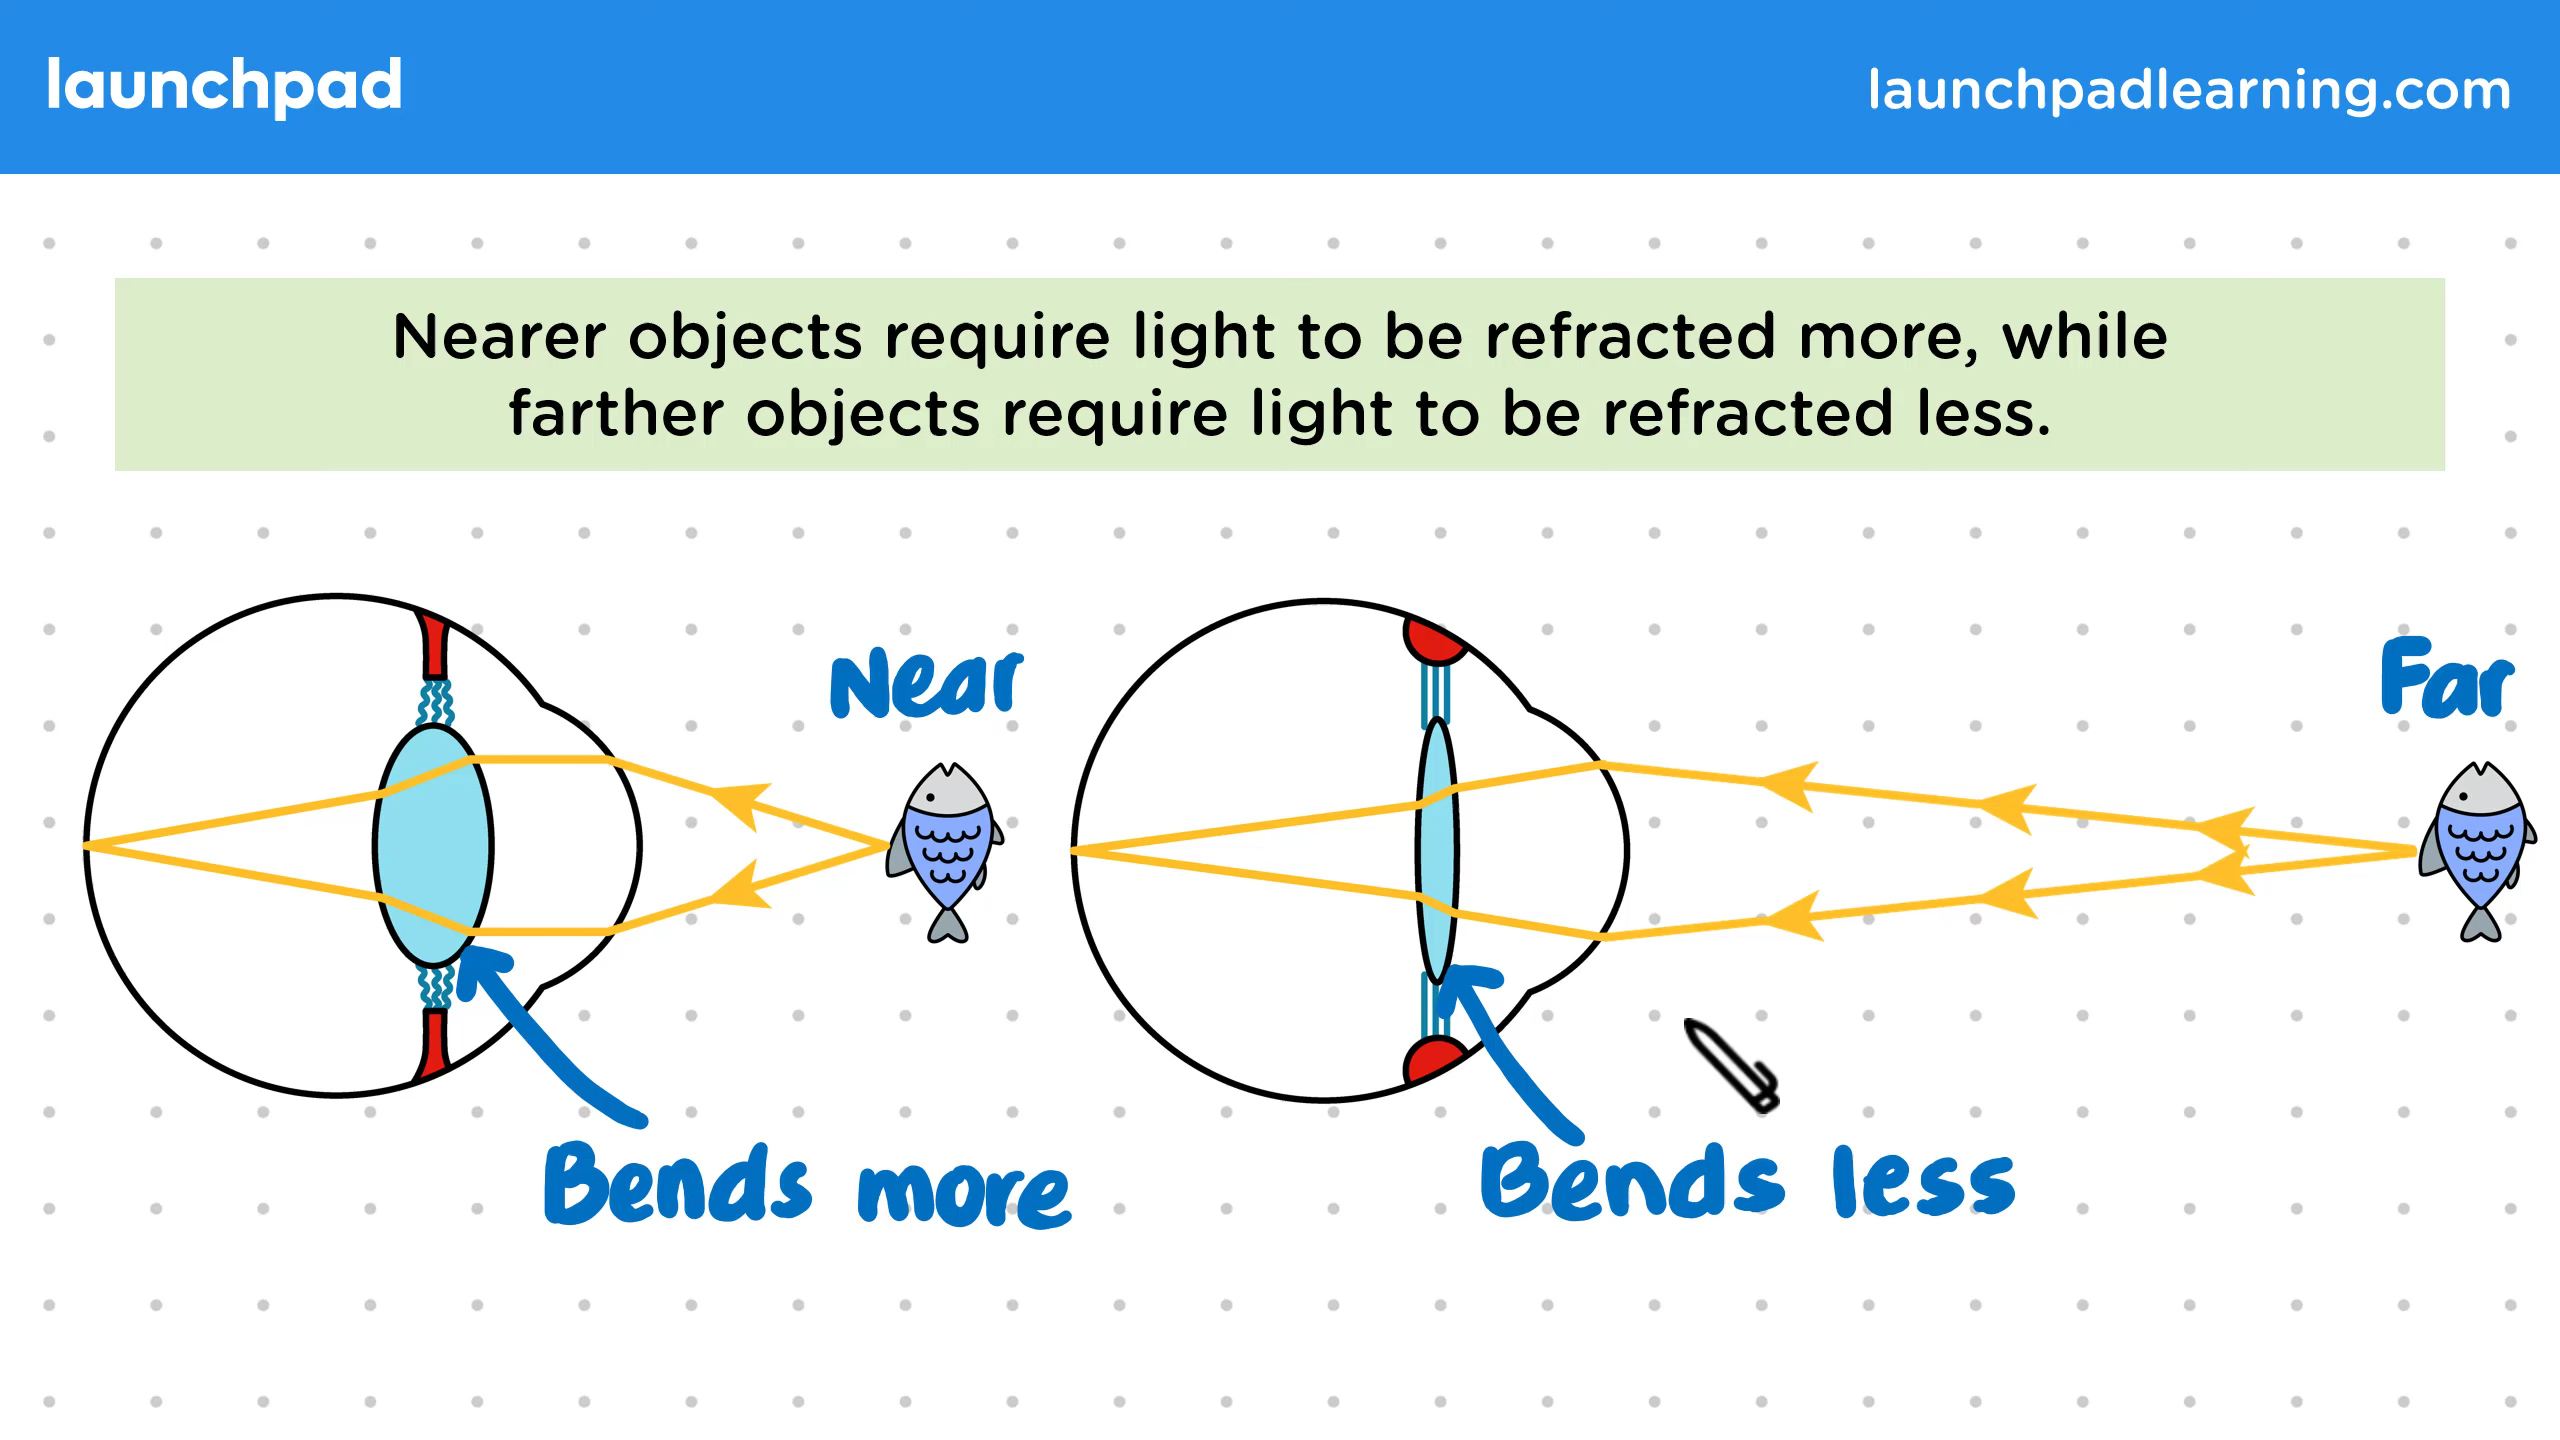 launchpad
launchpadlearning.com
Nearer objects require light to be refracted more, while
farther objects require light to be refracted less.
Near
Far
Bends more
Bends less